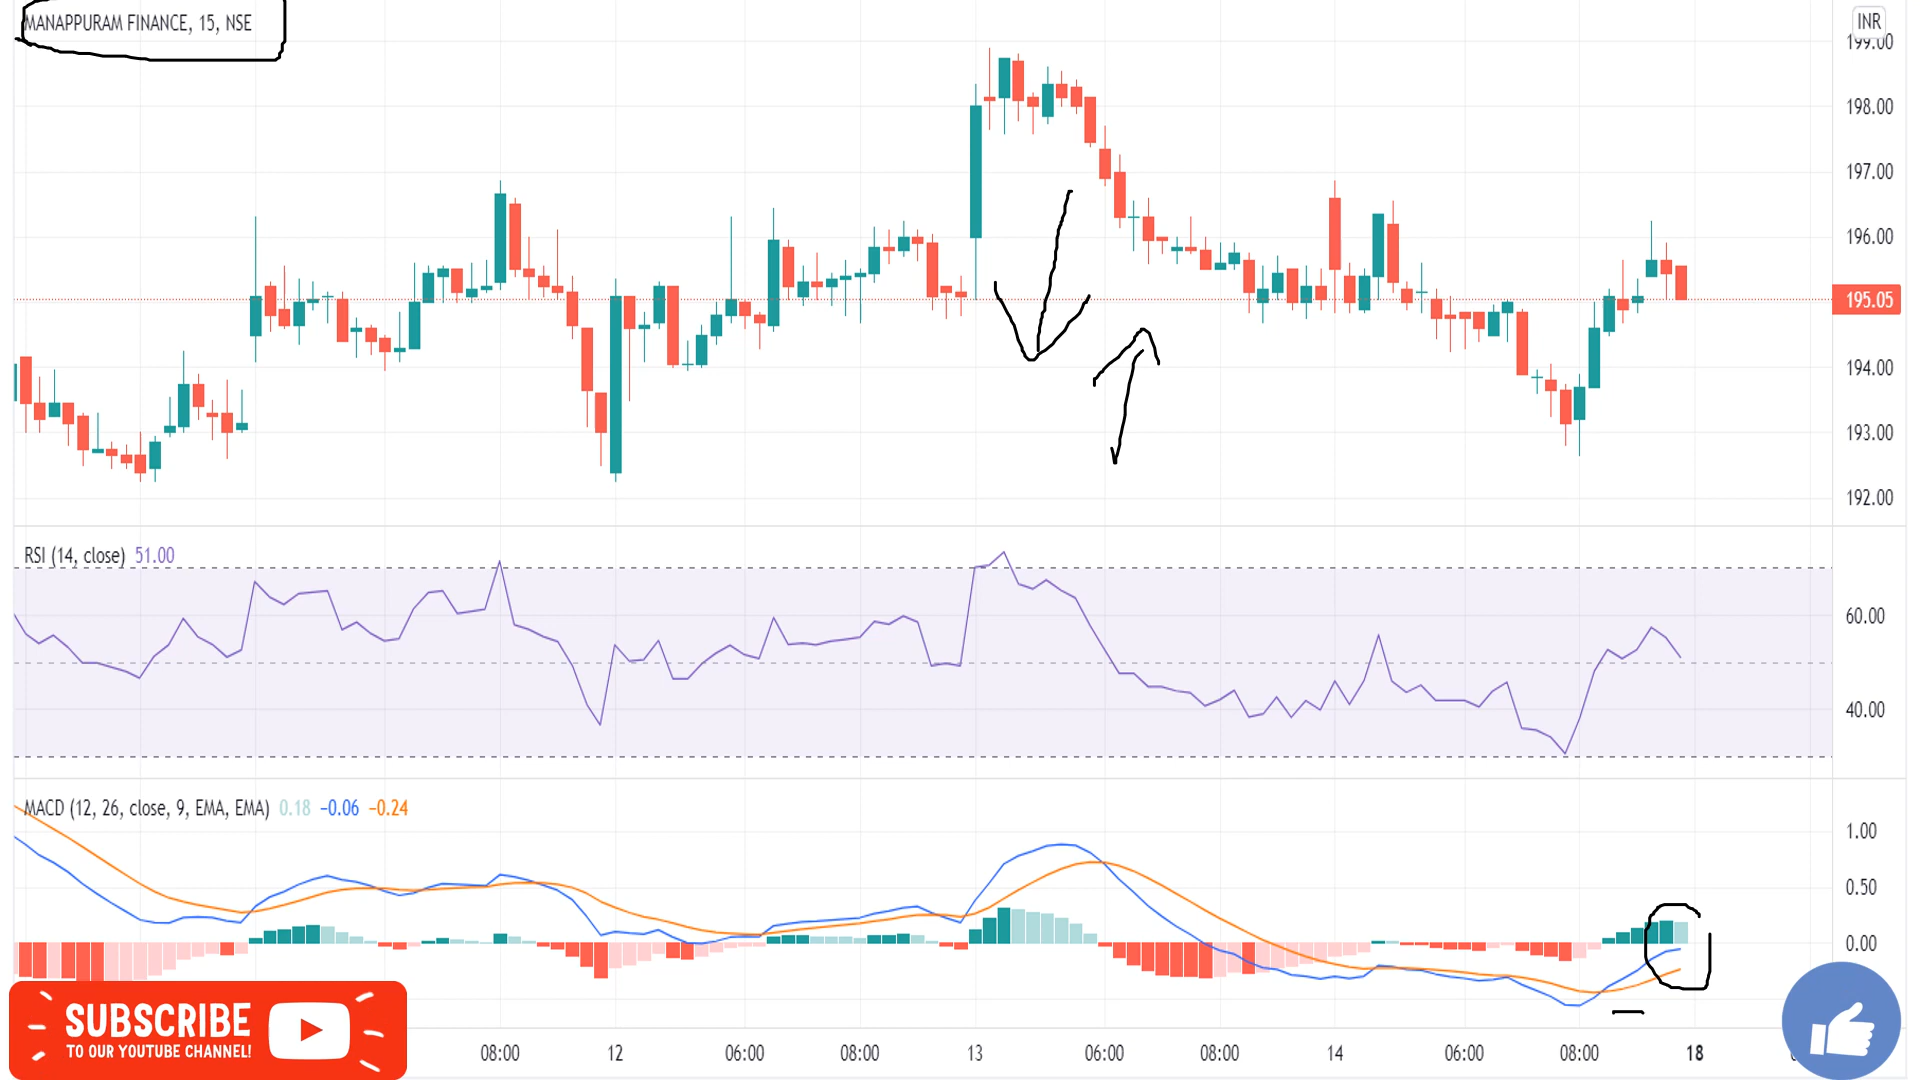 MANAPPURAM FINANCE, 15, NSE
INR
199.00
198.00
197.00
196.00
195.05
194.00
193.00
192.00
RSI (14, close) 51.00
60.00
40.00
MACD (12, 26, close, 9, EMA, EMA) 0.18 −0.06 −0.24
1.00
0.50
0.00
SUBSCRIBE
TO OUR YOUTUBE CHANNEL!
08:00 12 06:00 08:00 13 06:00 08:00 14 06:00 08:00 18